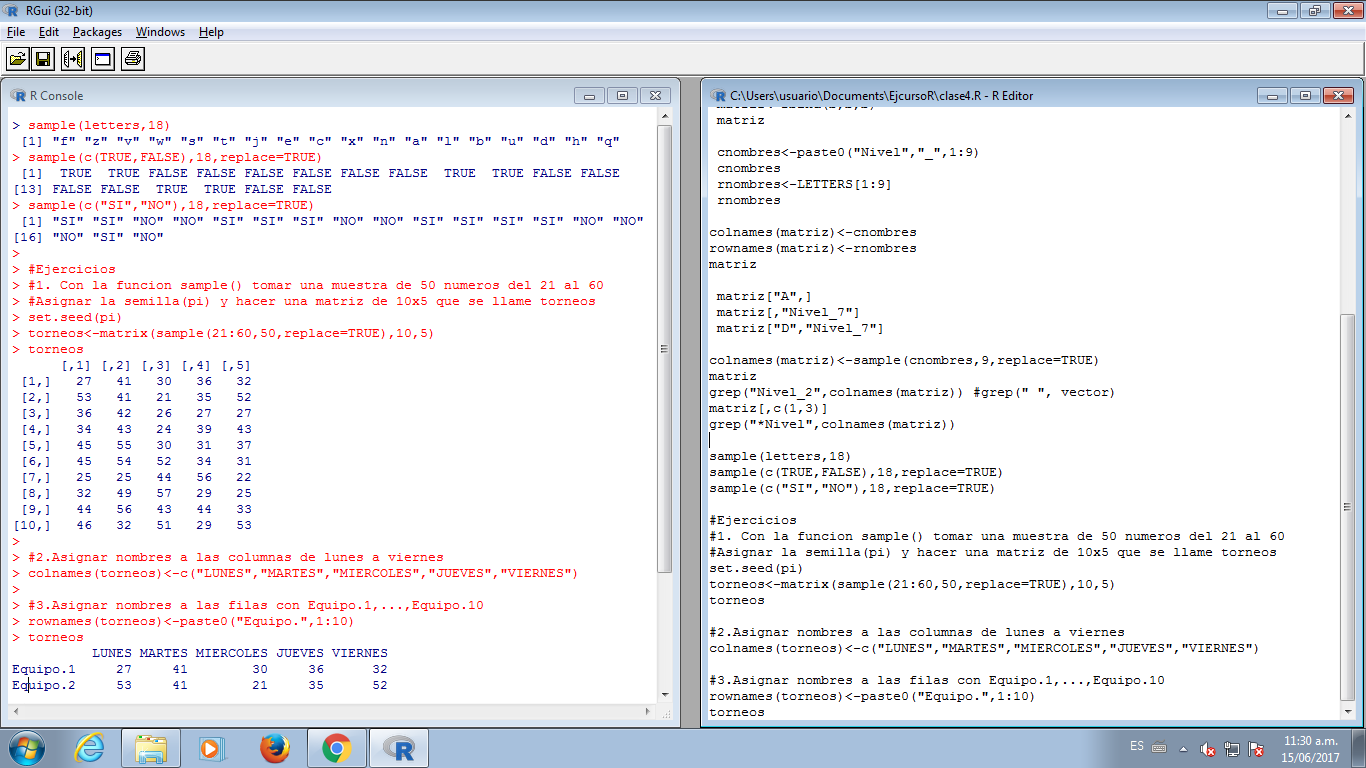 RGui (32-bit)
File Edit Packages Windows Help
R Console
> sample(letters,18)
 [1] "f" "z" "v" "w" "s" "t" "j" "e" "c" "x" "n" "a" "l" "b" "u" "d" "h" "q"
> sample(c(TRUE,FALSE),18,replace=TRUE)
 [1]  TRUE  TRUE FALSE FALSE FALSE FALSE FALSE FALSE  TRUE  TRUE FALSE FALSE
[13] FALSE FALSE  TRUE  TRUE FALSE FALSE
> sample(c("SI","NO"),18,replace=TRUE)
 [1] "SI" "SI" "NO" "NO" "SI" "SI" "SI" "NO" "NO" "SI" "SI" "SI" "SI" "NO" "NO"
[16] "NO" "SI" "NO"
>
> #Ejercicios
> #1. Con la funcion sample() tomar una muestra de 50 numeros del 21 al 60
> #Asignar la semilla(pi) y hacer una matriz de 10x5 que se llame torneos
> set.seed(pi)
> torneos<-matrix(sample(21:60,50,replace=TRUE),10,5)
> torneos
      [,1] [,2] [,3] [,4] [,5]
 [1,]   27   41   30   36   32
 [2,]   53   41   21   35   52
 [3,]   36   42   26   27   27
 [4,]   34   43   24   39   43
 [5,]   45   55   30   31   37
 [6,]   45   54   52   34   31
 [7,]   25   25   44   56   22
 [8,]   32   49   57   29   25
 [9,]   44   56   43   44   33
[10,]   46   32   51   29   53
>
> #2.Asignar nombres a las columnas de lunes a viernes
> colnames(torneos)<-c("LUNES","MARTES","MIERCOLES","JUEVES","VIERNES")
>
> #3.Asignar nombres a las filas con Equipo.1,...,Equipo.10
> rownames(torneos)<-paste0("Equipo.",1:10)
> torneos
          LUNES MARTES MIERCOLES JUEVES VIERNES
Equipo.1     27     41        30     36      32
Equipo.2     53     41        21     35      52
C:\Users\usuario\Documents\EjcursoR\clase4.R - R Editor
matriz
cnombres<-paste0("Nivel","_",1:9)
cnombres
rnombres<-LETTERS[1:9]
rnombres
colnames(matriz)<-cnombres
rownames(matriz)<-rnombres
matriz
matriz["A",]
matriz[,"Nivel_7"]
matriz["D","Nivel_7"]
colnames(matriz)<-sample(cnombres,9,replace=TRUE)
matriz
grep("Nivel_2",colnames(matriz)) #grep(" ", vector)
matriz[,c(1,3)]
grep("*Nivel",colnames(matriz))
sample(letters,18)
sample(c(TRUE,FALSE),18,replace=TRUE)
sample(c("SI","NO"),18,replace=TRUE)
#Ejercicios
#1. Con la funcion sample() tomar una muestra de 50 numeros del 21 al 60
#Asignar la semilla(pi) y hacer una matriz de 10x5 que se llame torneos
set.seed(pi)
torneos<-matrix(sample(21:60,50,replace=TRUE),10,5)
torneos
#2.Asignar nombres a las columnas de lunes a viernes
colnames(torneos)<-c("LUNES","MARTES","MIERCOLES","JUEVES","VIERNES")
#3.Asignar nombres a las filas con Equipo.1,...,Equipo.10
rownames(torneos)<-paste0("Equipo.",1:10)
torneos
ES
11:30 a.m.
15/06/2017